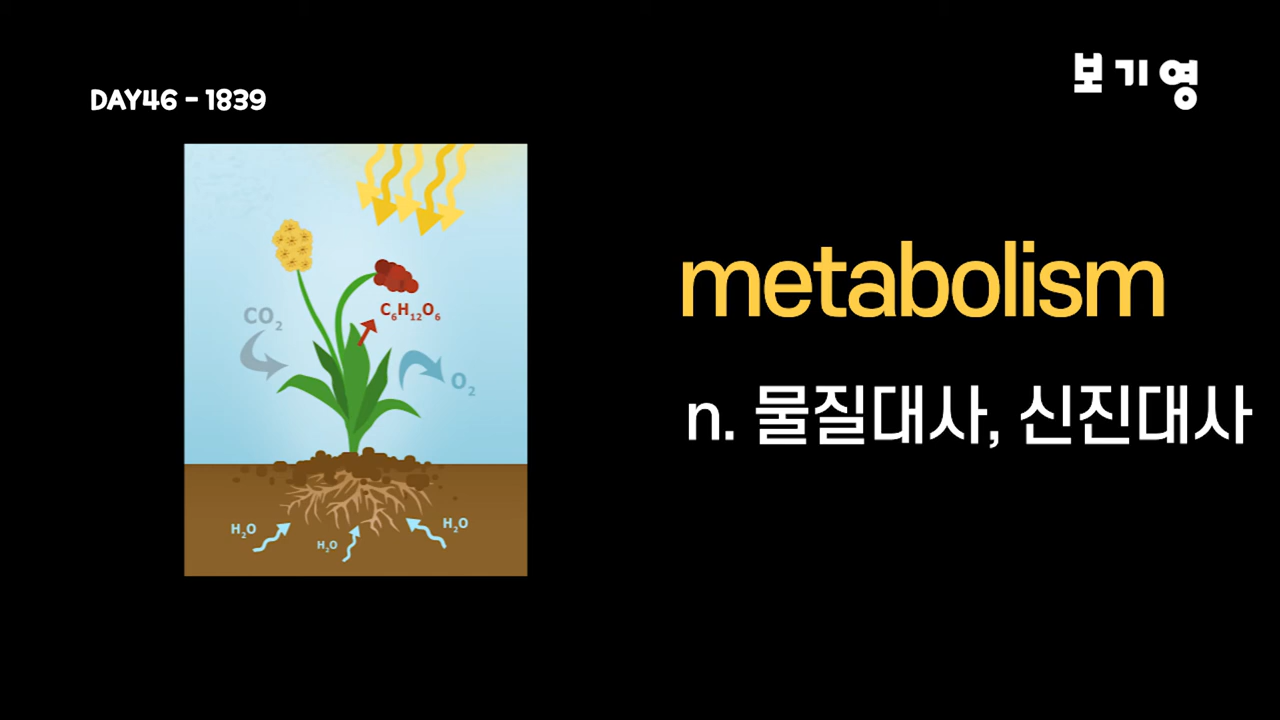 보기영
DAY46 - 1839
metabolism
n. 물질대사, 신진대사
CO₂
C₆H₁₂O₆
O₂
H₂O
H₂O
H₂O